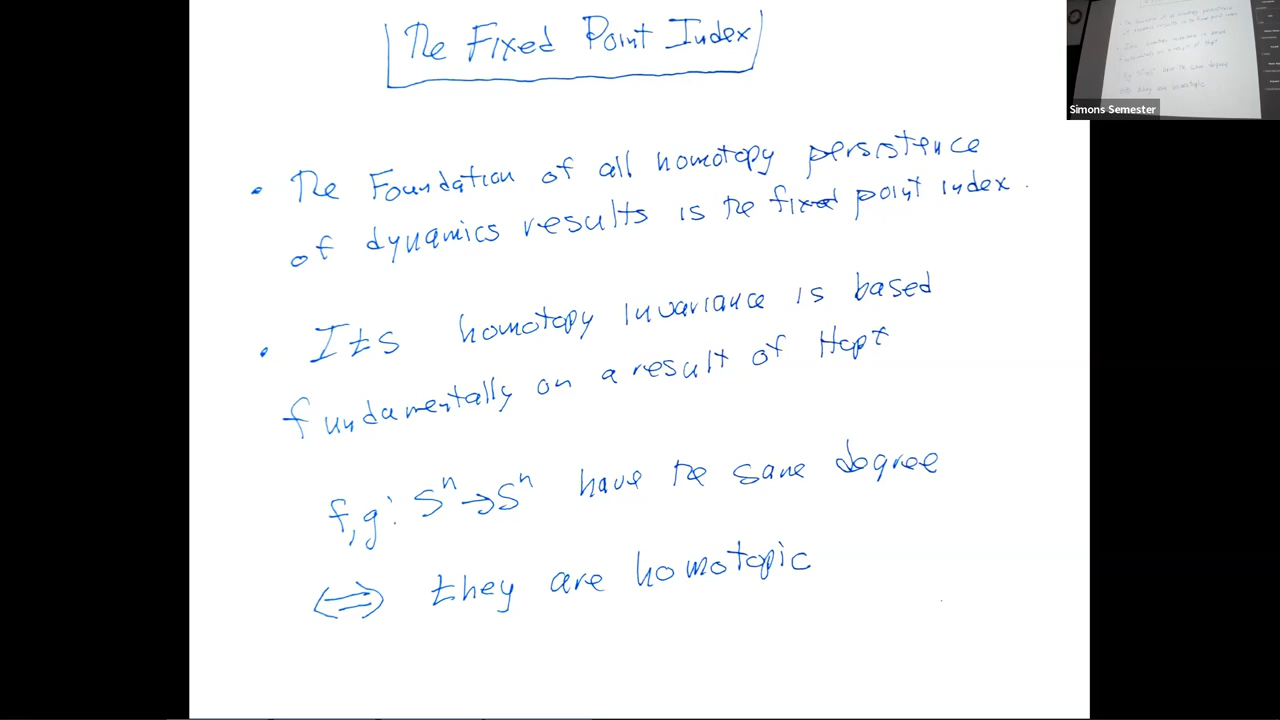 The Fixed Point Index
• The Foundation of all homotopy persistence
of dynamics results is the fixed point index.
• Its homotopy invariance is based
fundamentally on a result of Hopf
f, g: Sⁿ → Sⁿ have the same degree
⟺ they are homotopic
Simons Semester